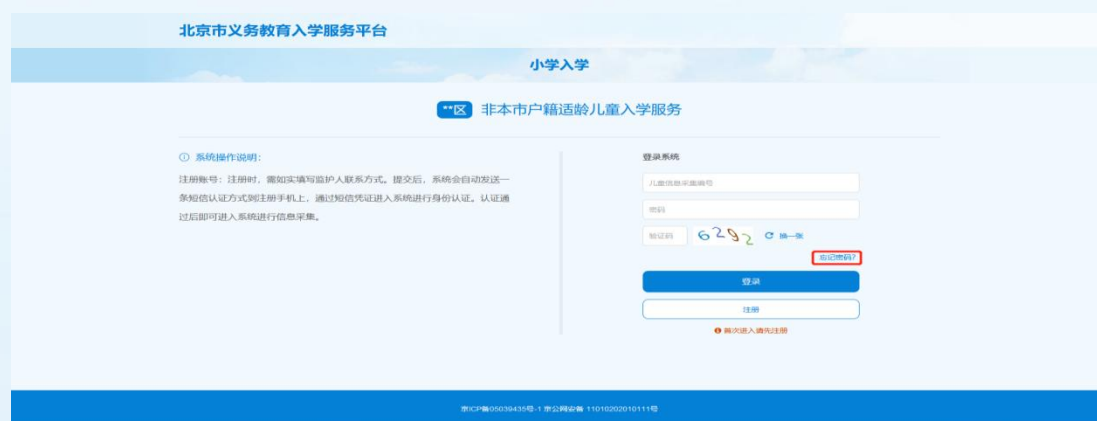 北京市义务教育入学服务平台
小学入学
**区 非本市户籍适龄儿童入学服务
系统操作说明：
注册账号：注册时，需如实填写监护人联系方式。提交后，系统会自动发送一
条短信认证方式到注册手机上，通过短信凭证进入系统进行身份认证。认证通
过后即可进入系统进行信息采集。
登录系统
儿童信息采集编号
密码
验证码 6292 换一张
忘记密码?
登录
注册
首次进入请先注册
京ICP备05039435号-1 京公网安备 11010202010111号